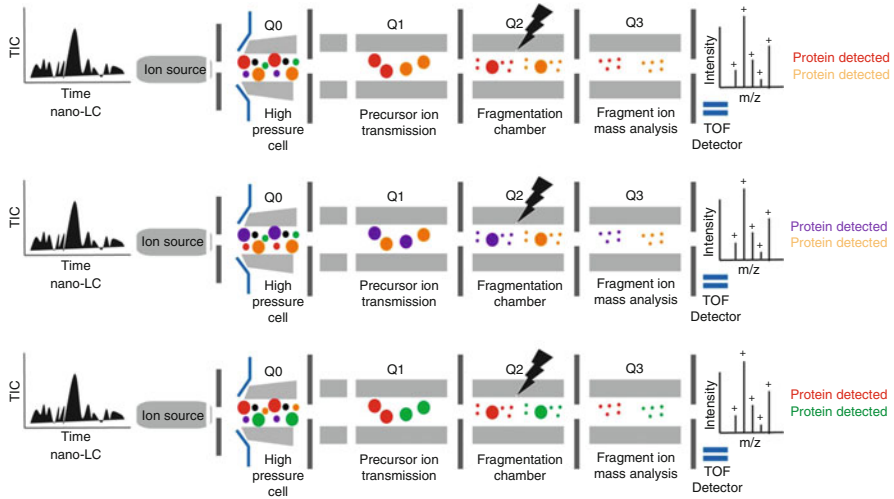 TIC
Time
nano-LC
Ion source
Q0
High
pressure
cell
Q1
Precursor ion
transmission
Q2
Fragmentation
chamber
Q3
Fragment ion
mass analysis
Intensity
+ + + + +
m/z
TOF
Detector
Protein detected
Protein detected
TIC
Time
nano-LC
Ion source
Q0
High
pressure
cell
Q1
Precursor ion
transmission
Q2
Fragmentation
chamber
Q3
Fragment ion
mass analysis
Intensity
+ + + + +
m/z
TOF
Detector
Protein detected
Protein detected
TIC
Time
nano-LC
Ion source
Q0
High
pressure
cell
Q1
Precursor ion
transmission
Q2
Fragmentation
chamber
Q3
Fragment ion
mass analysis
Intensity
+ + + + +
m/z
TOF
Detector
Protein detected
Protein detected